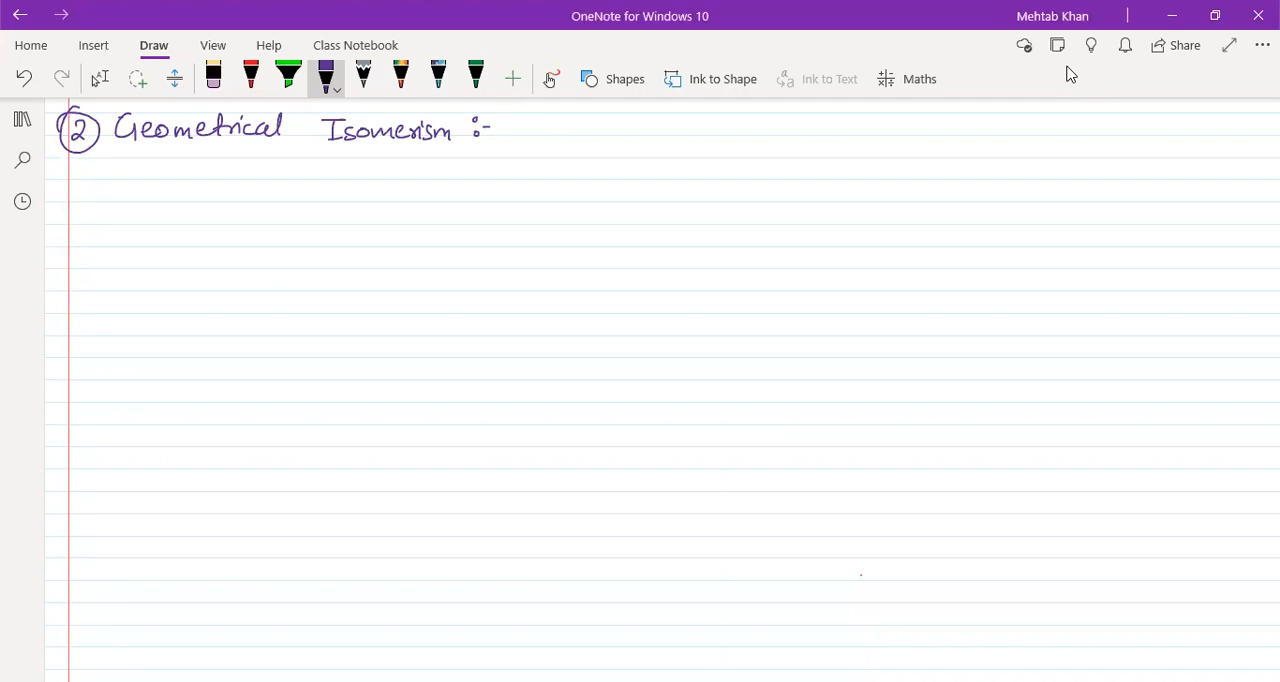 OneNote for Windows 10
Mehtab Khan
Home Insert Draw View Help Class Notebook Share
Shapes Ink to Shape Ink to Text Maths
2 Geometrical Isomerism :-